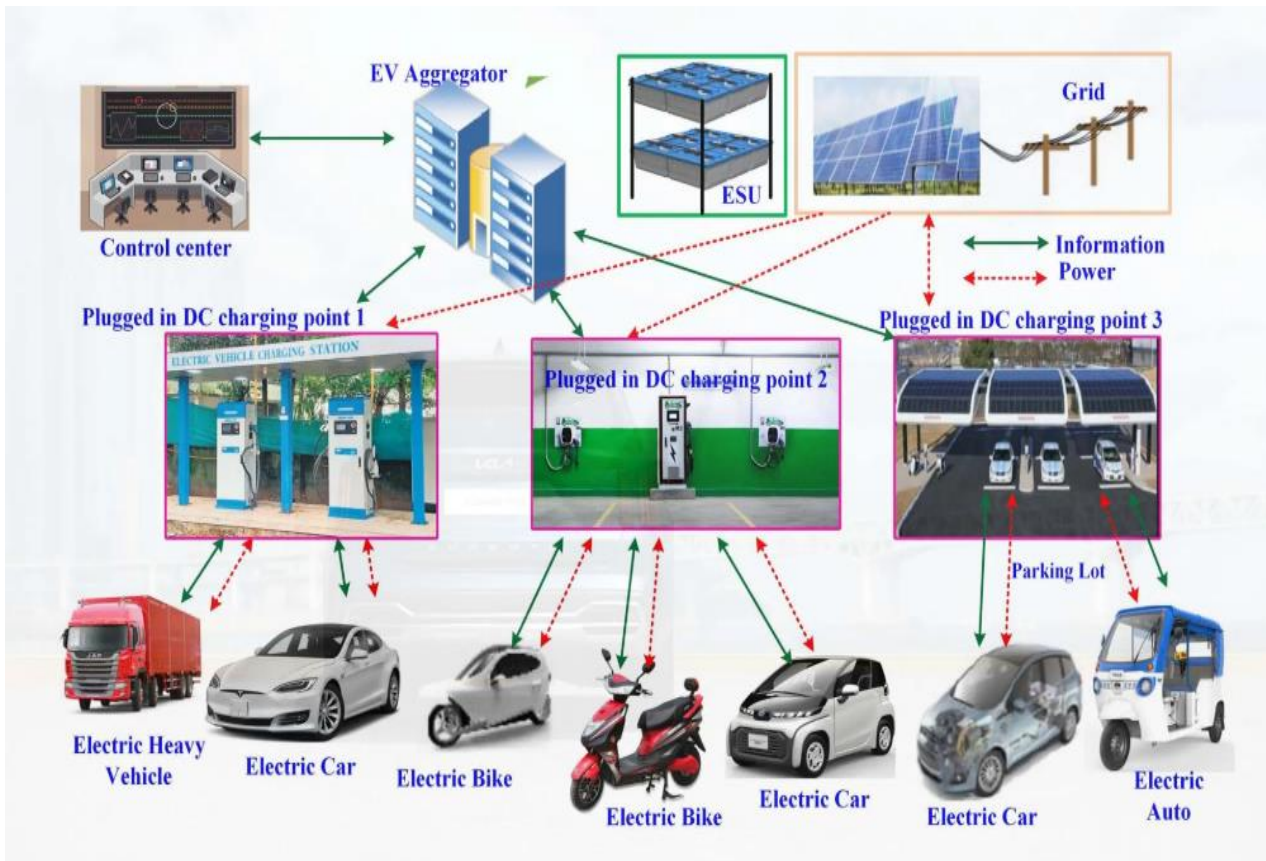 EV Aggregator
Grid
ESU
Control center
Information
Power
Plugged in DC charging point 1
Plugged in DC charging point 3
ELECTRIC VEHICLE CHARGING STATION
Plugged in DC charging point 2
Parking Lot
Electric Heavy
Vehicle
Electric Car
Electric Bike
Electric Bike
Electric Car
Electric Car
Electric
Auto